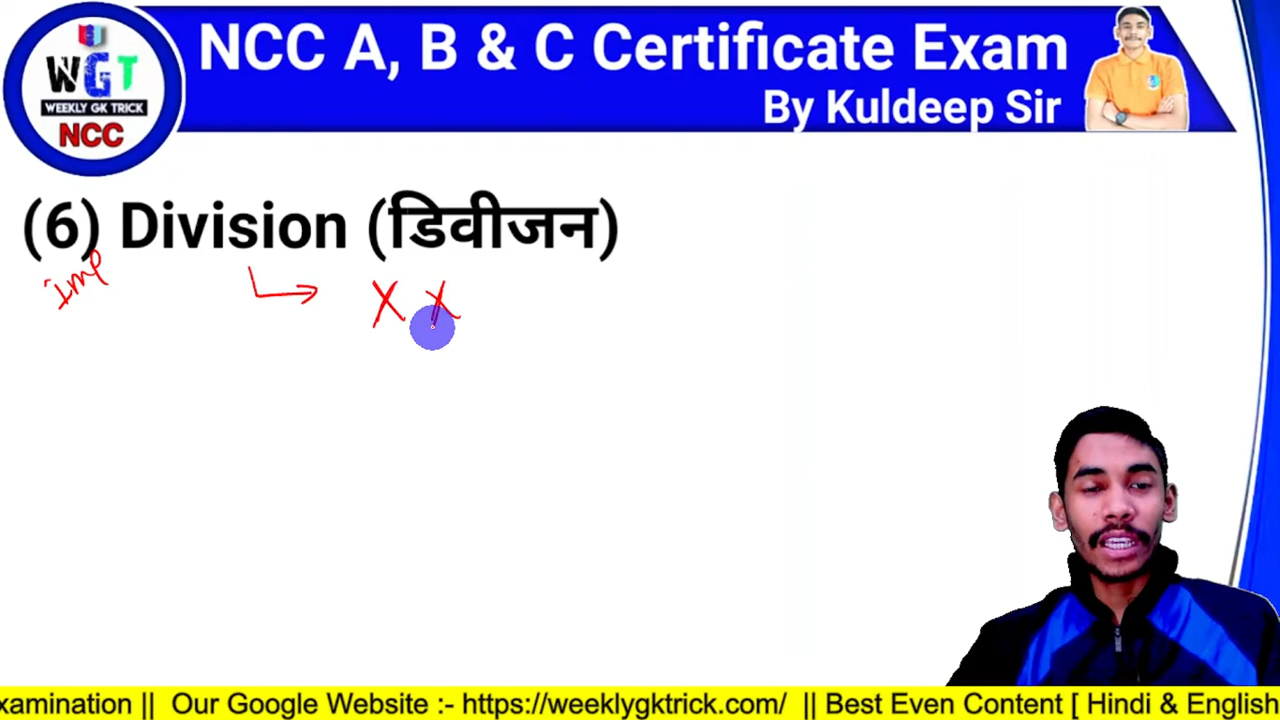 WGT
WEEKLY GK TRICK
NCC
NCC A, B & C Certificate Exam
By Kuldeep Sir
(6) Division (डिवीजन)
Imp
X X
xamination || Our Google Website :- https://weeklygktrick.com/ || Best Even Content [ Hindi & English